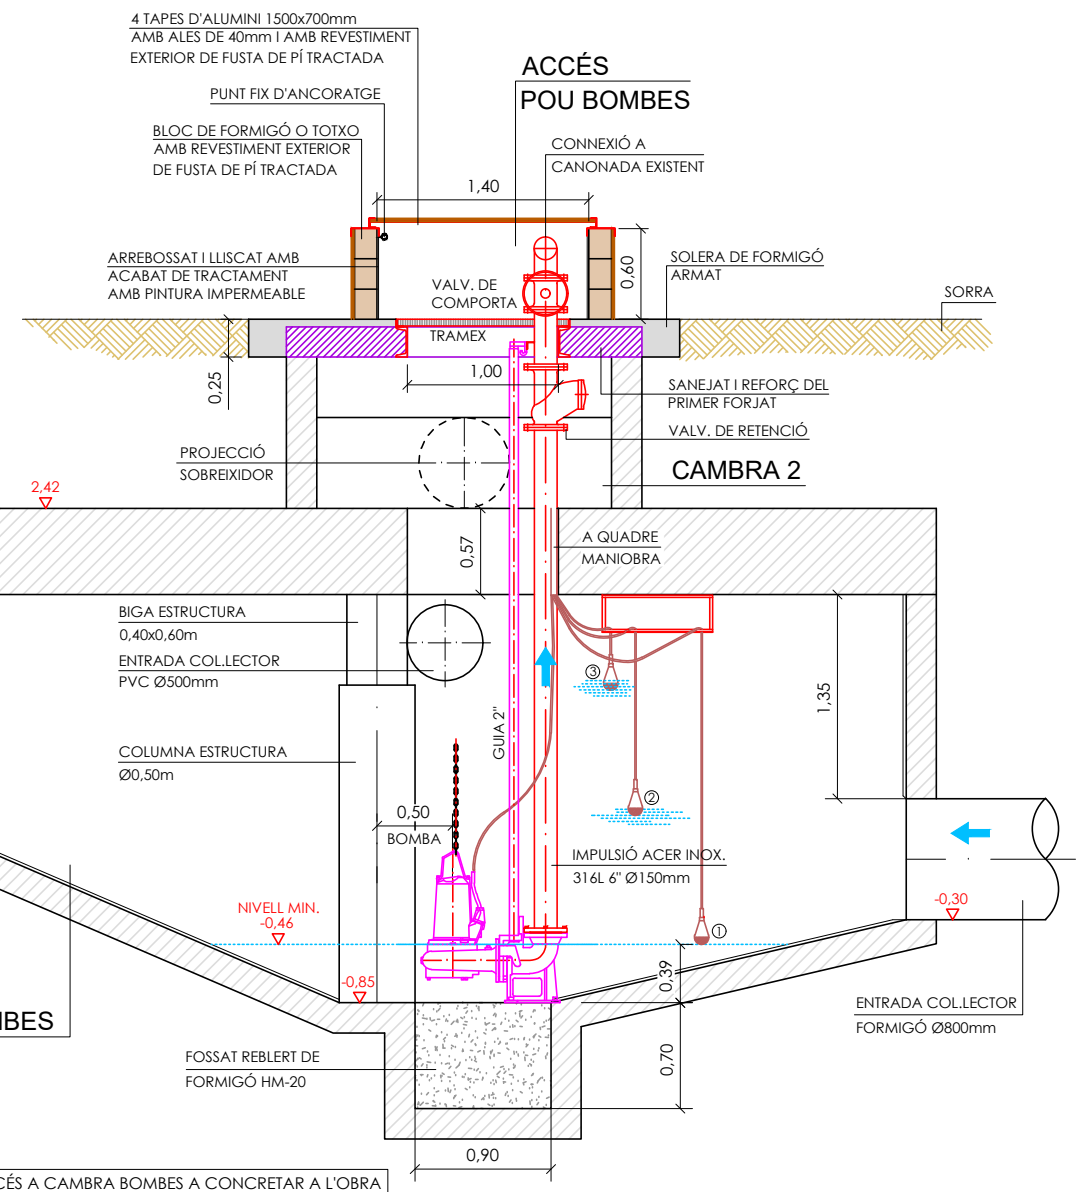 4 TAPES D'ALUMINI 1500x700mm
AMB ALES DE 40mm I AMB REVESTIMENT
EXTERIOR DE FUSTA DE PÍ TRACTADA
ACCÉS
POU BOMBES
PUNT FIX D'ANCORATGE
BLOC DE FORMIGÓ O TOTXO
AMB REVESTIMENT EXTERIOR
DE FUSTA DE PÍ TRACTADA
CONNEXIÓ A
CANONADA EXISTENT
1,40
ARREBOSSAT I LLISCAT AMB
ACABAT DE TRACTAMENT
AMB PINTURA IMPERMEABLE
VALV. DE
COMPORTA
0,60
SOLERA DE FORMIGÓ
ARMAT
SORRA
TRAMEX
0,25
1,00
SANEJAT I REFORÇ DEL
PRIMER FORJAT
VALV. DE RETENCIÓ
PROJECCIÓ
SOBREIXIDOR
CAMBRA 2
2,42
0,57
A QUADRE
MANIOBRA
BIGA ESTRUCTURA
0,40x0,60m
ENTRADA COL.LECTOR
PVC Ø500mm
3
1,35
GUIA 2"
COLUMNA ESTRUCTURA
Ø0,50m
2
0,50
BOMBA
IMPULSIÓ ACER INOX.
316L 6" Ø150mm
NIVELL MIN.
-0,46
-0,30
1
-0,85
0,39
ENTRADA COL.LECTOR
FORMIGÓ Ø800mm
MBES
FOSSAT REBLERT DE
FORMIGÓ HM-20
0,70
0,90
CÉS A CAMBRA BOMBES A CONCRETAR A L'OBRA